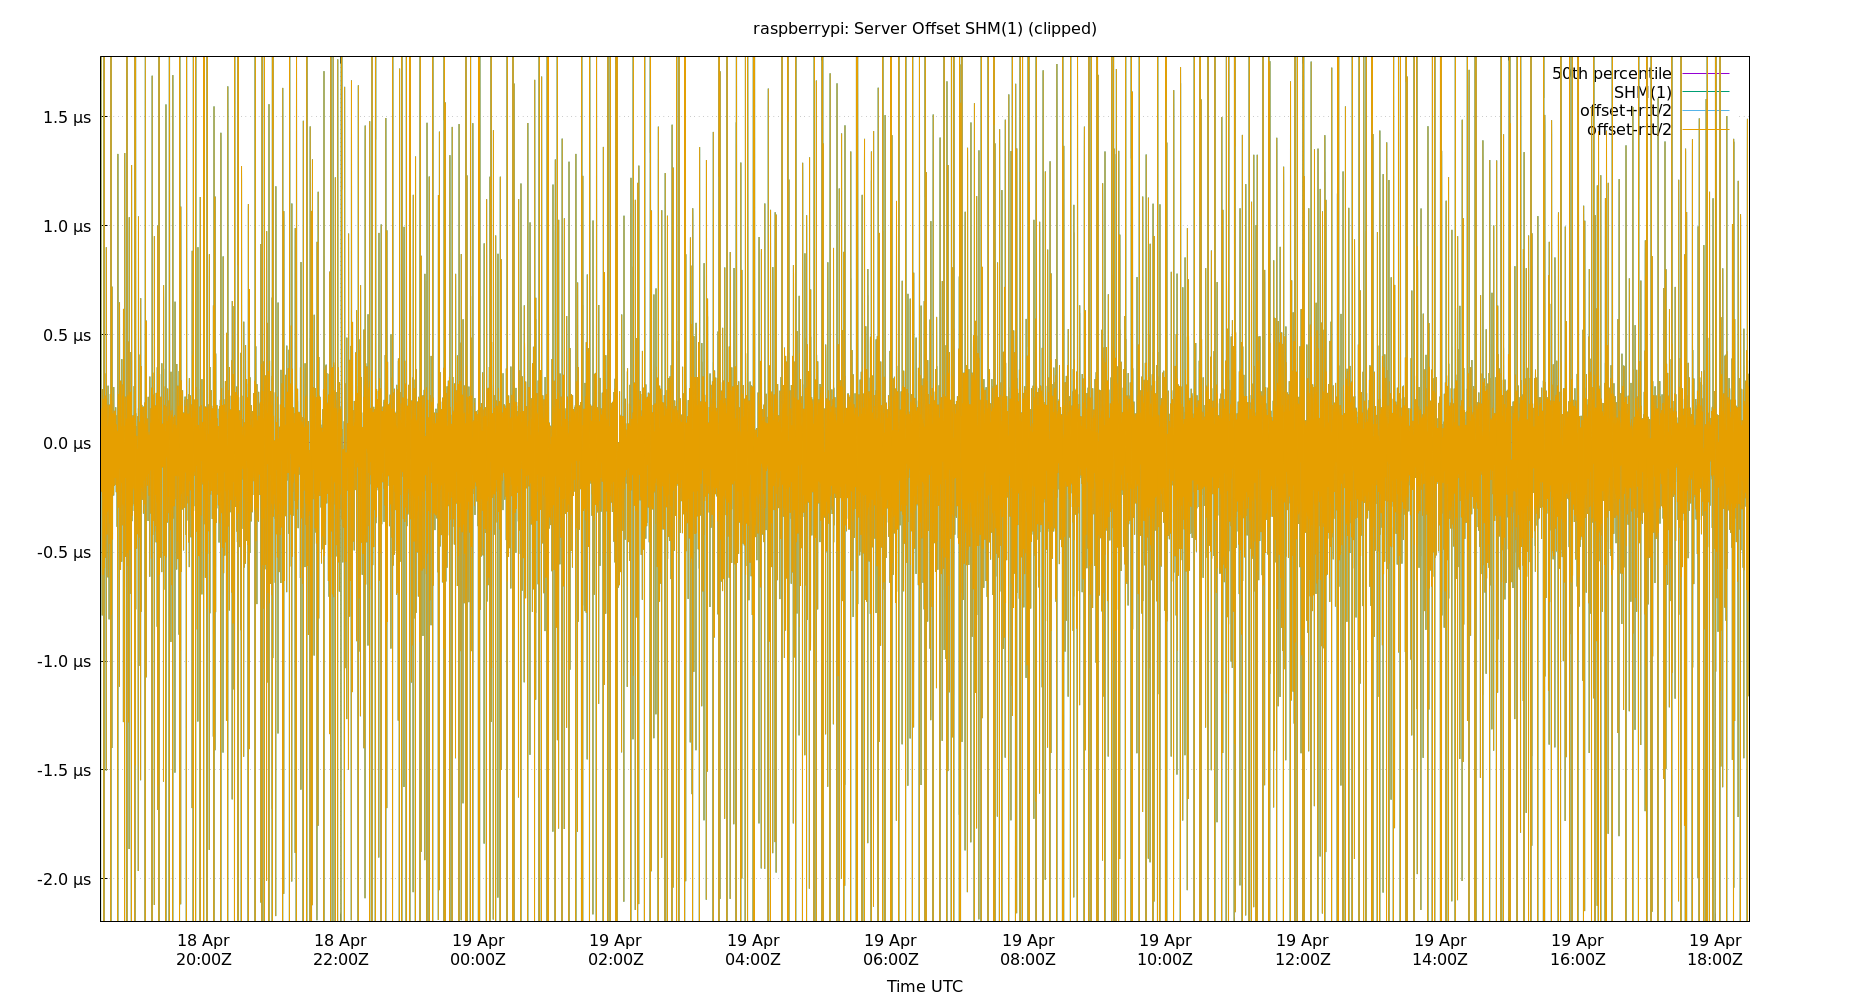 raspberrypi: Server Offset SHM(1) (clipped)
50th percentile
SHM(1)
offset+rtt/2
offset-rtt/2
1.5 µs
1.0 µs
0.5 µs
0.0 µs
-0.5 µs
-1.0 µs
-1.5 µs
-2.0 µs
18 Apr 18 Apr 19 Apr 19 Apr 19 Apr 19 Apr 19 Apr 19 Apr 19 Apr 19 Apr 19 Apr 19 Apr
20:00Z 22:00Z 00:00Z 02:00Z 04:00Z 06:00Z 08:00Z 10:00Z 12:00Z 14:00Z 16:00Z 18:00Z
Time UTC